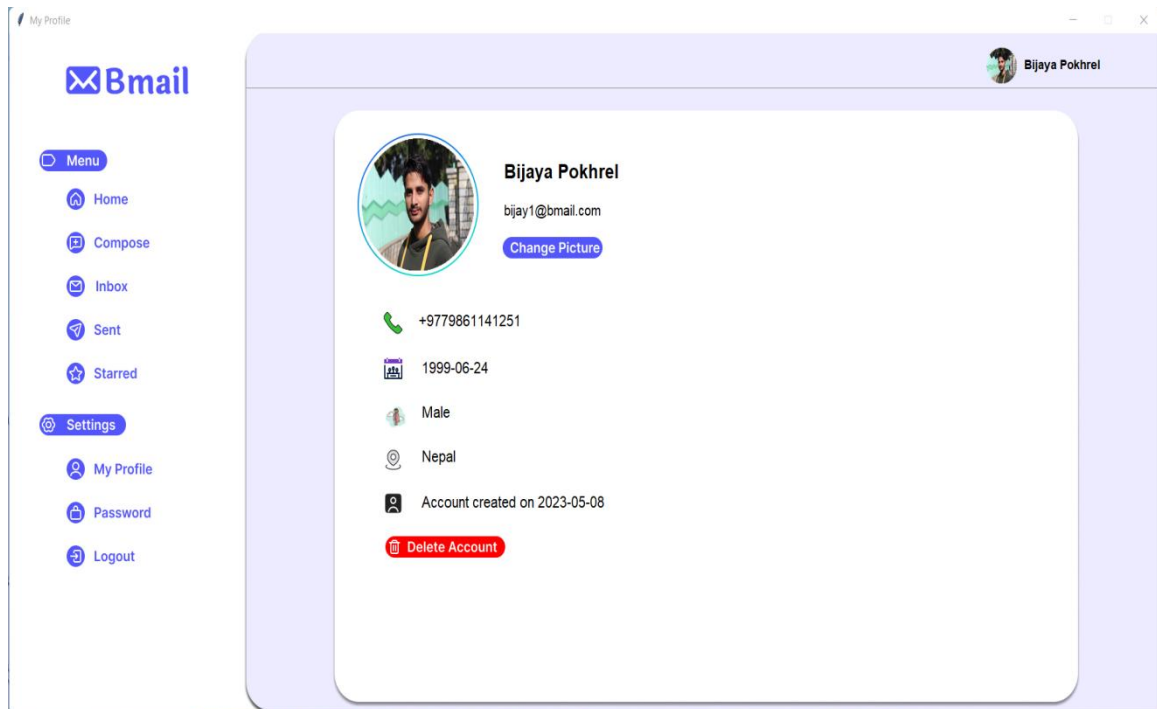 My Profile
Bmail
Bijaya Pokhrel
Menu
Home
Compose
Inbox
Sent
Starred
Settings
My Profile
Password
Logout
Bijaya Pokhrel
bijay1@bmail.com
Change Picture
+9779861141251
1999-06-24
Male
Nepal
Account created on 2023-05-08
Delete Account